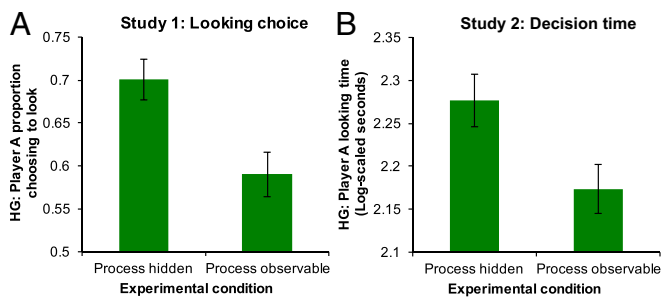 A
Study 1: Looking choice
HG: Player A proportion
choosing to look
0.75
0.7
0.65
0.6
0.55
0.5
Process hidden
Process observable
Experimental condition
B
Study 2: Decision time
HG: Player A looking time
(Log-scaled seconds)
2.35
2.3
2.25
2.2
2.15
2.1
Process hidden
Process observable
Experimental condition